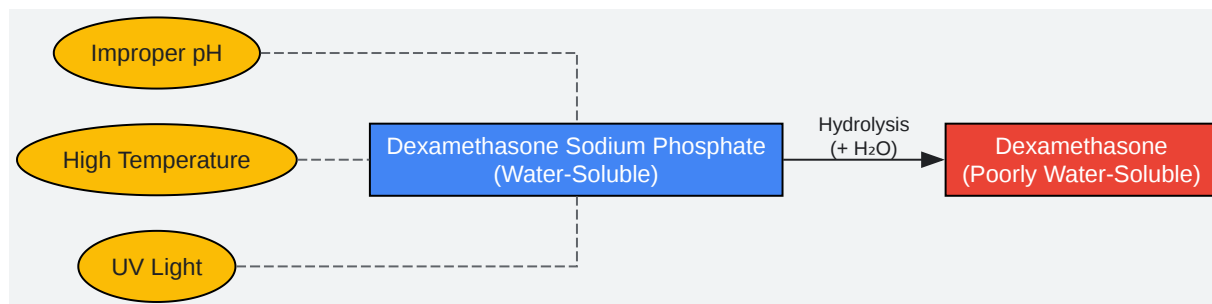 Improper pH
High Temperature
UV Light
Dexamethasone Sodium Phosphate
(Water-Soluble)
Hydrolysis
(+ H₂O)
Dexamethasone
(Poorly Water-Soluble)